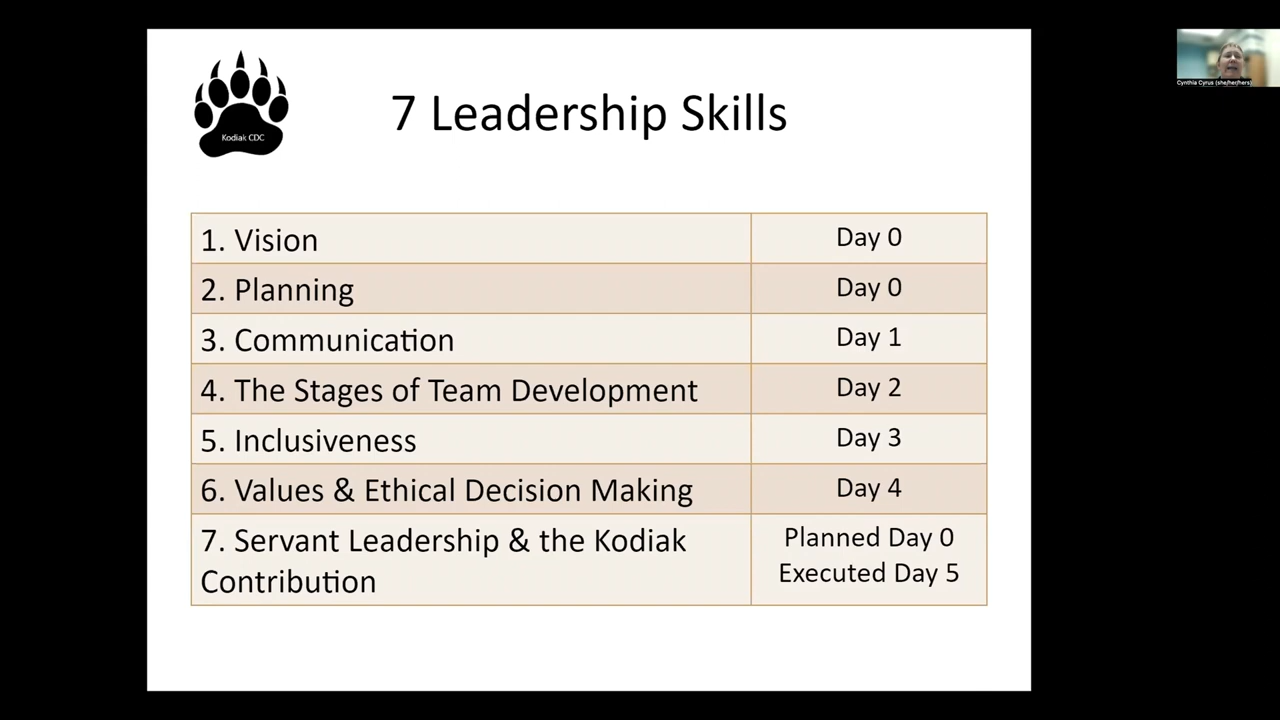 Kodiak CDC
7 Leadership Skills
1. Vision
Day 0
2. Planning
Day 0
3. Communication
Day 1
4. The Stages of Team Development
Day 2
5. Inclusiveness
Day 3
6. Values & Ethical Decision Making
Day 4
7. Servant Leadership & the Kodiak
Contribution
Planned Day 0
Executed Day 5
Cynthia Cyrus (she/her/hers)